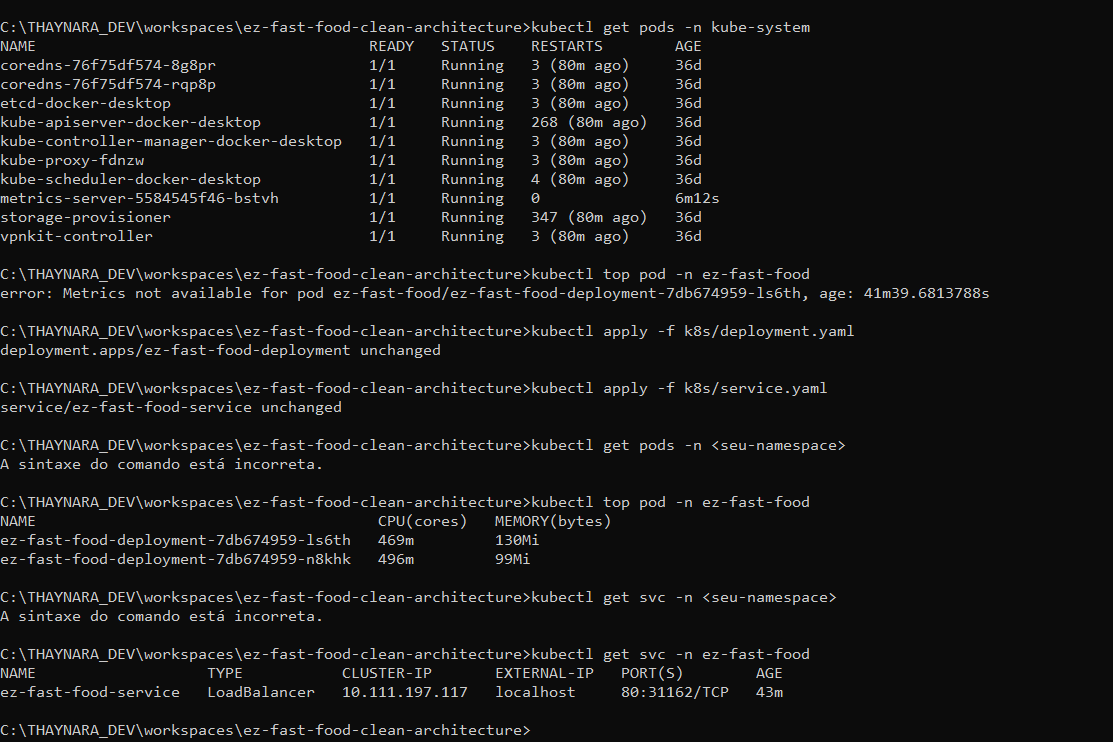 C:\THAYNARA_DEV\workspaces\ez-fast-food-clean-architecture>kubectl get pods -n kube-system
NAME READY STATUS RESTARTS AGE
coredns-76f75df574-8g8pr 1/1 Running 3 (80m ago) 36d
coredns-76f75df574-rqp8p 1/1 Running 3 (80m ago) 36d
etcd-docker-desktop 1/1 Running 3 (80m ago) 36d
kube-apiserver-docker-desktop 1/1 Running 268 (80m ago) 36d
kube-controller-manager-docker-desktop 1/1 Running 3 (80m ago) 36d
kube-proxy-fdnzw 1/1 Running 3 (80m ago) 36d
kube-scheduler-docker-desktop 1/1 Running 4 (80m ago) 36d
metrics-server-5584545f46-bstvh 1/1 Running 0 6m12s
storage-provisioner 1/1 Running 347 (80m ago) 36d
vpnkit-controller 1/1 Running 3 (80m ago) 36d
C:\THAYNARA_DEV\workspaces\ez-fast-food-clean-architecture>kubectl top pod -n ez-fast-food
error: Metrics not available for pod ez-fast-food/ez-fast-food-deployment-7db674959-ls6th, age: 41m39.6813788s
C:\THAYNARA_DEV\workspaces\ez-fast-food-clean-architecture>kubectl apply -f k8s/deployment.yaml
deployment.apps/ez-fast-food-deployment unchanged
C:\THAYNARA_DEV\workspaces\ez-fast-food-clean-architecture>kubectl apply -f k8s/service.yaml
service/ez-fast-food-service unchanged
C:\THAYNARA_DEV\workspaces\ez-fast-food-clean-architecture>kubectl get pods -n <seu-namespace>
A sintaxe do comando está incorreta.
C:\THAYNARA_DEV\workspaces\ez-fast-food-clean-architecture>kubectl top pod -n ez-fast-food
NAME CPU(cores) MEMORY(bytes)
ez-fast-food-deployment-7db674959-ls6th 469m 130Mi
ez-fast-food-deployment-7db674959-n8khk 496m 99Mi
C:\THAYNARA_DEV\workspaces\ez-fast-food-clean-architecture>kubectl get svc -n <seu-namespace>
A sintaxe do comando está incorreta.
C:\THAYNARA_DEV\workspaces\ez-fast-food-clean-architecture>kubectl get svc -n ez-fast-food
NAME TYPE CLUSTER-IP EXTERNAL-IP PORT(S) AGE
ez-fast-food-service LoadBalancer 10.111.197.117 localhost 80:31162/TCP 43m
C:\THAYNARA_DEV\workspaces\ez-fast-food-clean-architecture>